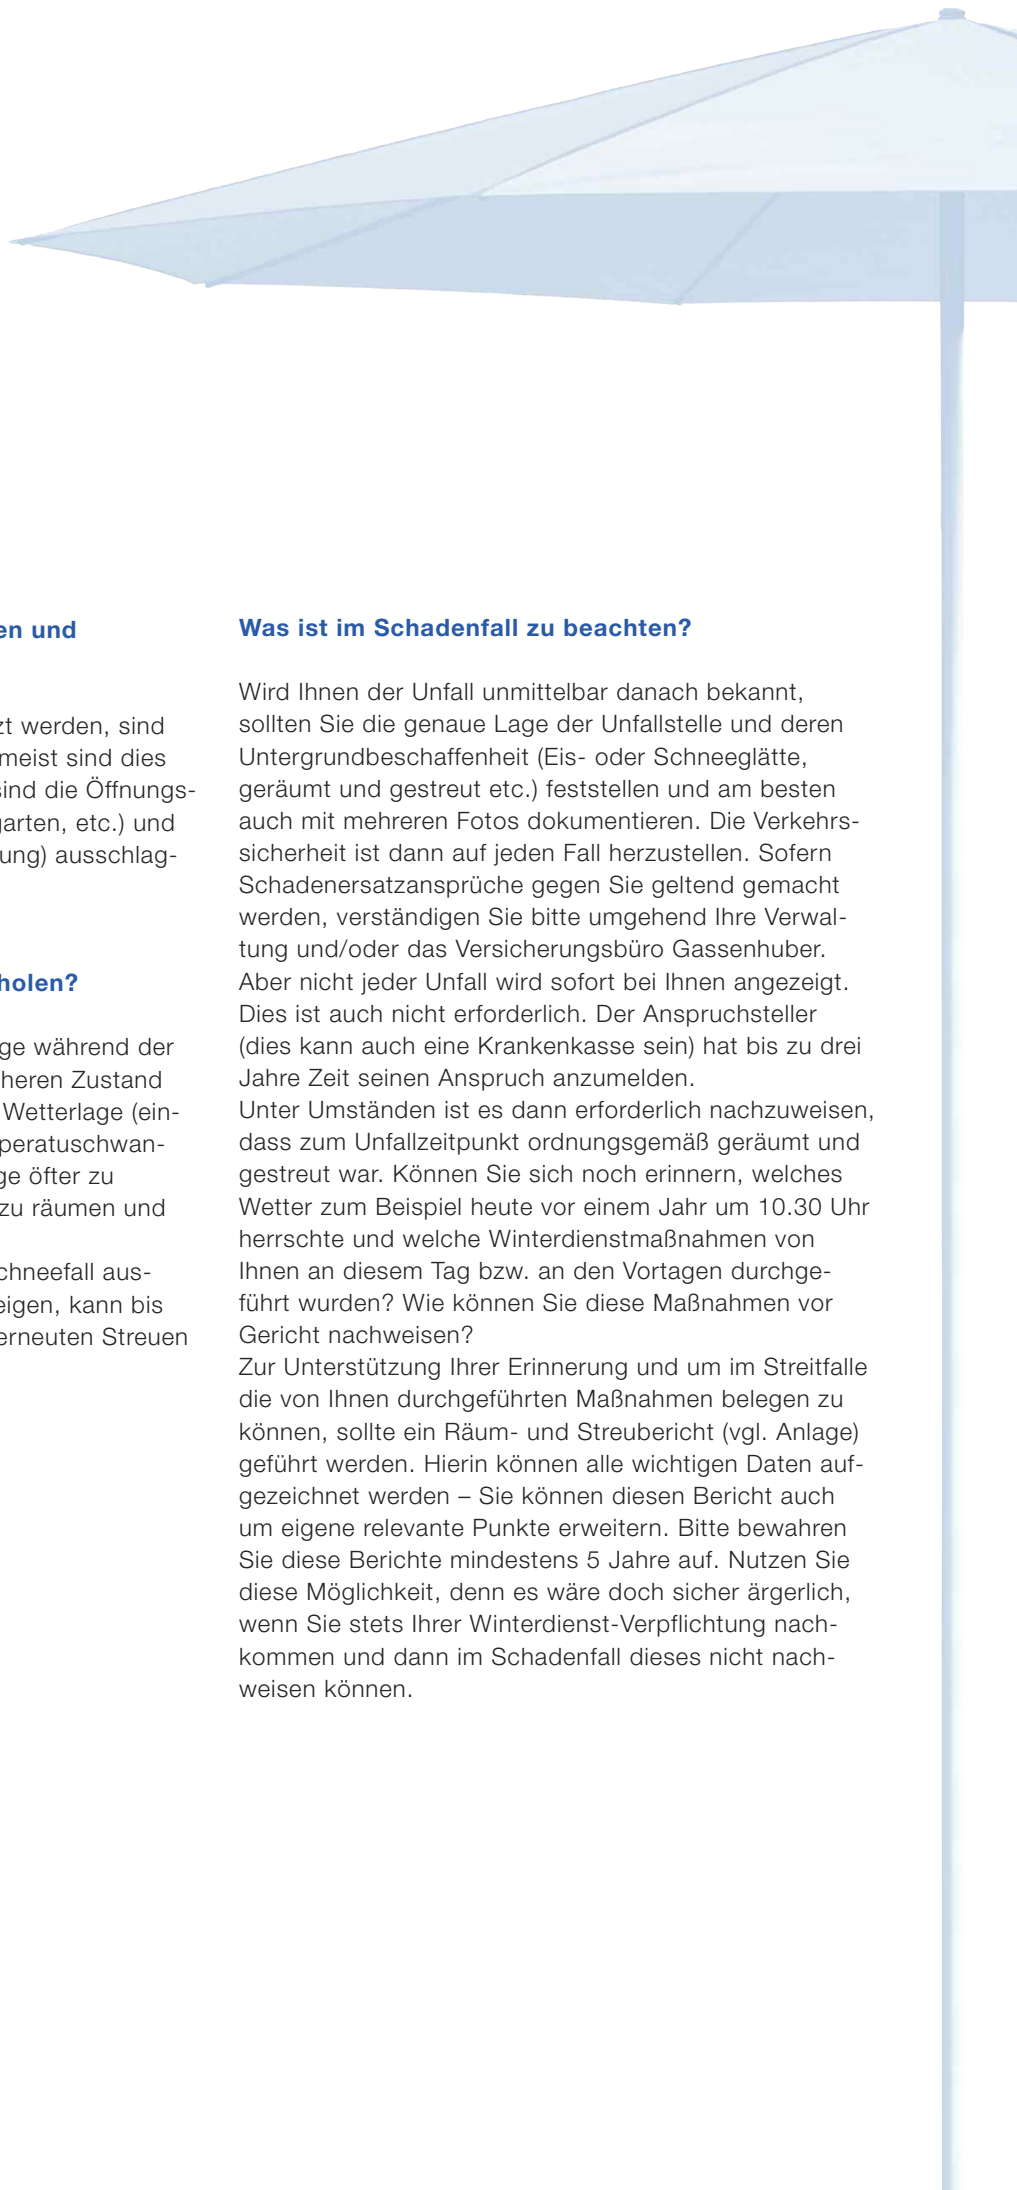 en und
zt werden, sind
meist sind dies
sind die Öffnungs-
garten, etc.) und
ung) ausschlag-
holen?
ge während der
cheren Zustand
Wetterlage (ein-
peratuschwan-
ge öfter zu
zu räumen und
chneefall aus-
eigen, kann bis
erneuten Streuen
Was ist im Schadenfall zu beachten?
Wird Ihnen der Unfall unmittelbar danach bekannt,
sollten Sie die genaue Lage der Unfallstelle und deren
Untergrundbeschaffenheit (Eis- oder Schneeglätte,
geräumt und gestreut etc.) feststellen und am besten
auch mit mehreren Fotos dokumentieren. Die Verkehrs-
sicherheit ist dann auf jeden Fall herzustellen. Sofern
Schadenersatzansprüche gegen Sie geltend gemacht
werden, verständigen Sie bitte umgehend Ihre Verwal-
tung und/oder das Versicherungsbüro Gassenhuber.
Aber nicht jeder Unfall wird sofort bei Ihnen angezeigt.
Dies ist auch nicht erforderlich. Der Anspruchsteller
(dies kann auch eine Krankenkasse sein) hat bis zu drei
Jahre Zeit seinen Anspruch anzumelden.
Unter Umständen ist es dann erforderlich nachzuweisen,
dass zum Unfallzeitpunkt ordnungsgemäß geräumt und
gestreut war. Können Sie sich noch erinnern, welches
Wetter zum Beispiel heute vor einem Jahr um 10.30 Uhr
herrschte und welche Winterdienstmaßnahmen von
Ihnen an diesem Tag bzw. an den Vortagen durchge-
führt wurden? Wie können Sie diese Maßnahmen vor
Gericht nachweisen?
Zur Unterstützung Ihrer Erinnerung und um im Streitfalle
die von Ihnen durchgeführten Maßnahmen belegen zu
können, sollte ein Räum- und Streubericht (vgl. Anlage)
geführt werden. Hierin können alle wichtigen Daten auf-
gezeichnet werden – Sie können diesen Bericht auch
um eigene relevante Punkte erweitern. Bitte bewahren
Sie diese Berichte mindestens 5 Jahre auf. Nutzen Sie
diese Möglichkeit, denn es wäre doch sicher ärgerlich,
wenn Sie stets Ihrer Winterdienst-Verpflichtung nach-
kommen und dann im Schadenfall dieses nicht nach-
weisen können.